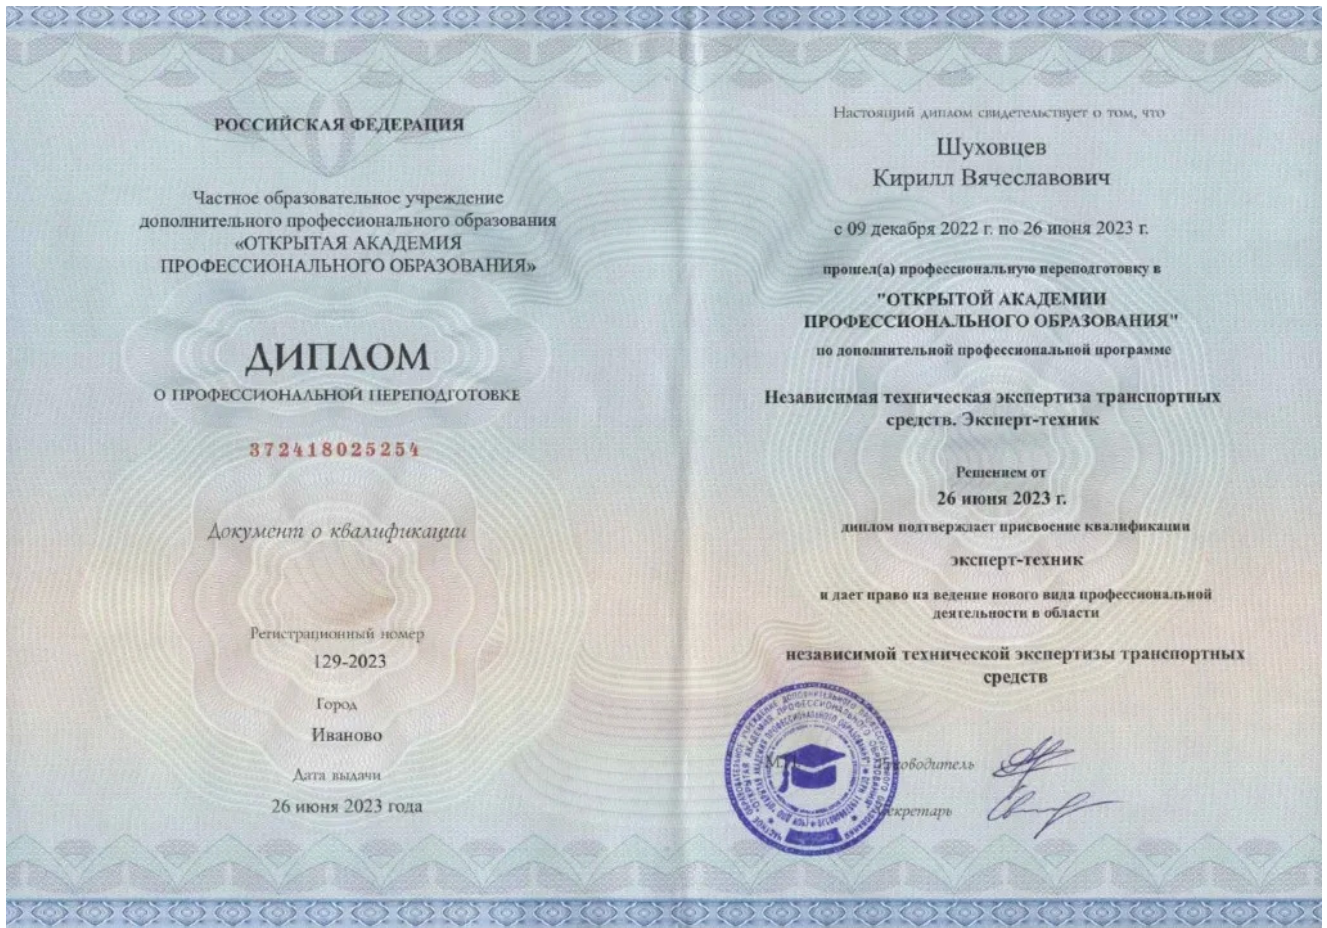 РОССИЙСКАЯ ФЕДЕРАЦИЯ
Частное образовательное учреждение
дополнительного профессионального образования
«ОТКРЫТАЯ АКАДЕМИЯ
ПРОФЕССИОНАЛЬНОГО ОБРАЗОВАНИЯ»
ДИПЛОМ
О ПРОФЕССИОНАЛЬНОЙ ПЕРЕПОДГОТОВКЕ
372418025254
Документ о квалификации
Регистрационный номер
129-2023
Город
Иваново
Дата выдачи
26 июня 2023 года
Настоящий диплом свидетельствует о том, что
Шуховцев
Кирилл Вячеславович
с 09 декабря 2022 г. по 26 июня 2023 г.
прошел(а) профессиональную переподготовку в
"ОТКРЫТОЙ АКАДЕМИИ
ПРОФЕССИОНАЛЬНОГО ОБРАЗОВАНИЯ"
по дополнительной профессиональной программе
Независимая техническая экспертиза транспортных
средств. Эксперт-техник
Решением от
26 июня 2023 г.
диплом подтверждает присвоение квалификации
эксперт-техник
и дает право на ведение нового вида профессиональной
деятельности в области
независимой технической экспертизы транспортных
средств
М.П.
Руководитель
Секретарь